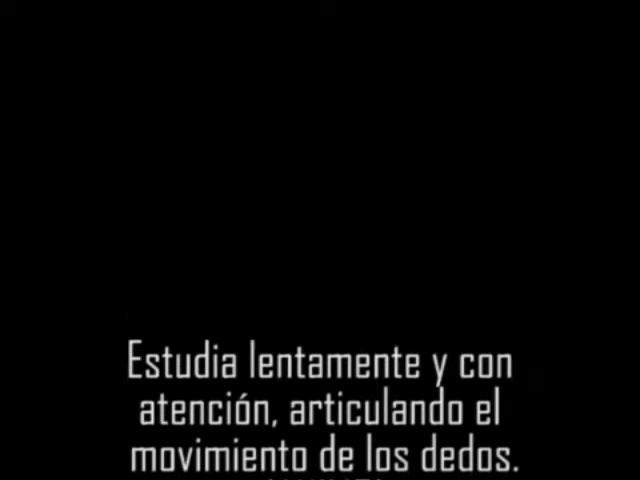 Estudia lentamente y con
atención, articulando el
movimiento de los dedos.